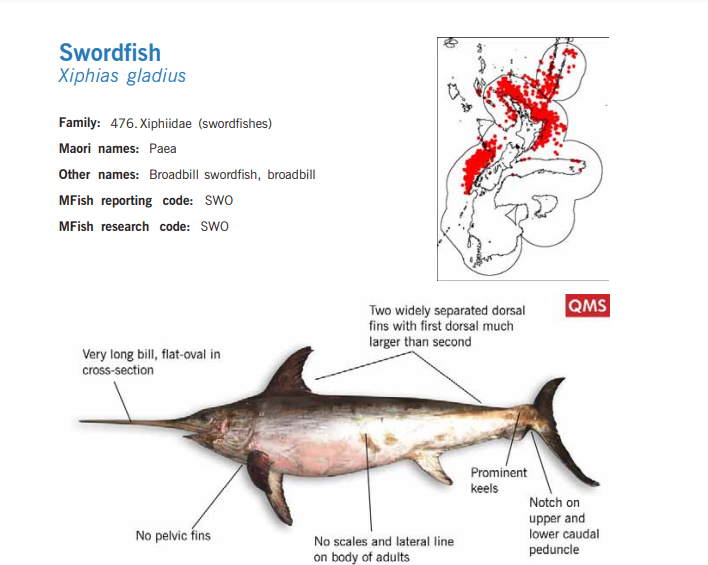 Swordfish
Xiphias gladius
Family: 476. Xiphiidae (swordfishes)
Maori names: Paea
Other names: Broadbill swordfish, broadbill
MFish reporting code: SWO
MFish research code: SWO
QMS
Two widely separated dorsal
fins with first dorsal much
larger than second
Very long bill, flat-oval in
cross-section
Prominent
keels
Notch on
upper and
lower caudal
peduncle
No pelvic fins
No scales and lateral line
on body of adults